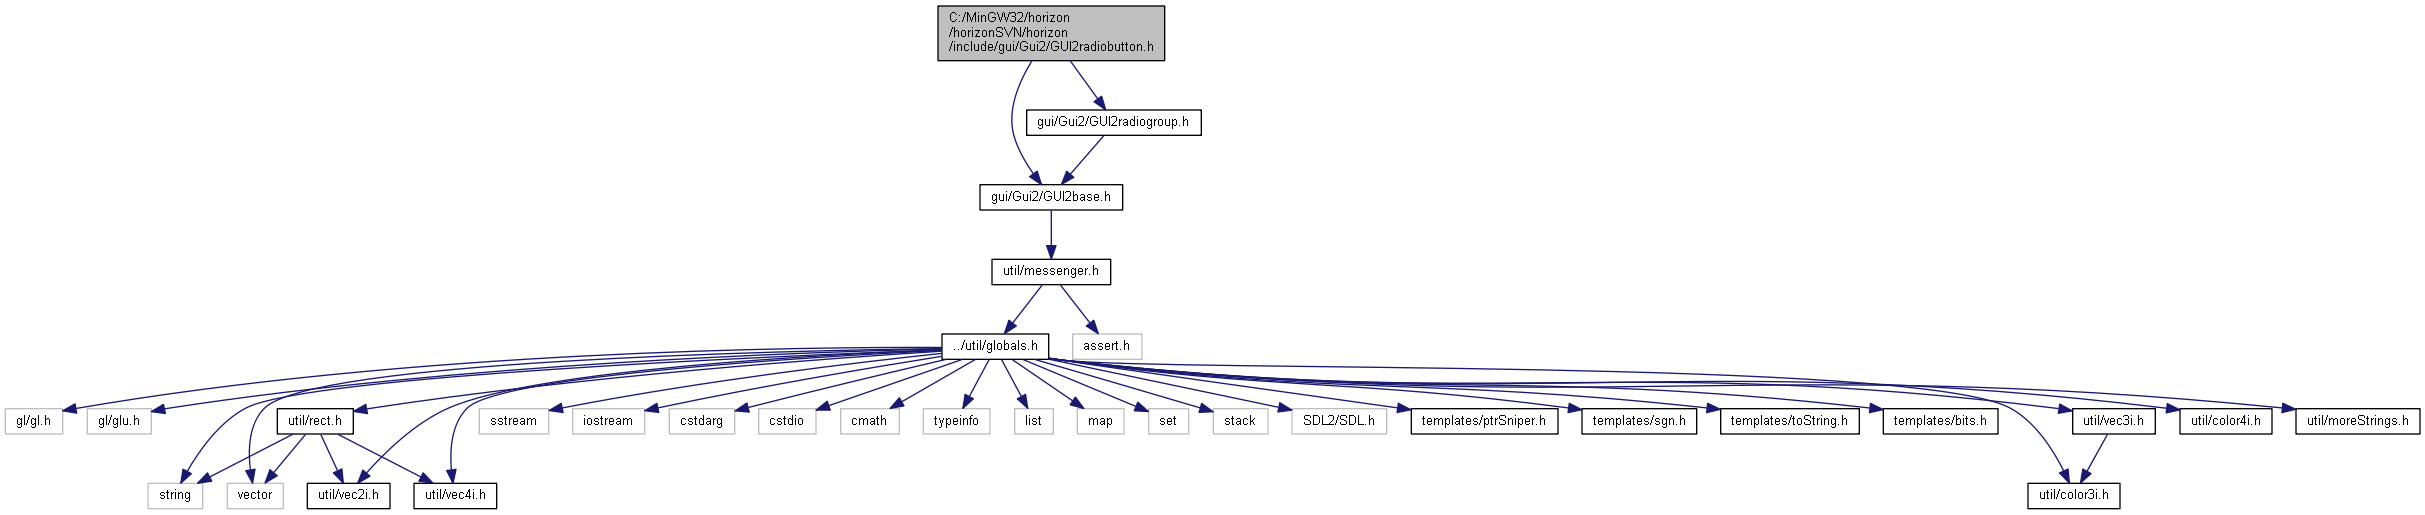 C:/MinGW32/horizon
/horizonSVN/horizon
/include/gui/Gui2/GUI2radiobutton.h
gui/Gui2/GUI2radiogroup.h
gui/Gui2/GUI2base.h
util/messenger.h
../util/globals.h
assert.h
gl/gl.h
gl/glu.h
util/rect.h
sstream
iostream
cstdarg
cstdio
cmath
typeinfo
list
map
set
stack
SDL2/SDL.h
templates/ptrSniper.h
templates/sgn.h
templates/toString.h
templates/bits.h
util/vec3i.h
util/color4i.h
util/moreStrings.h
string
vector
util/vec2i.h
util/vec4i.h
util/color3i.h